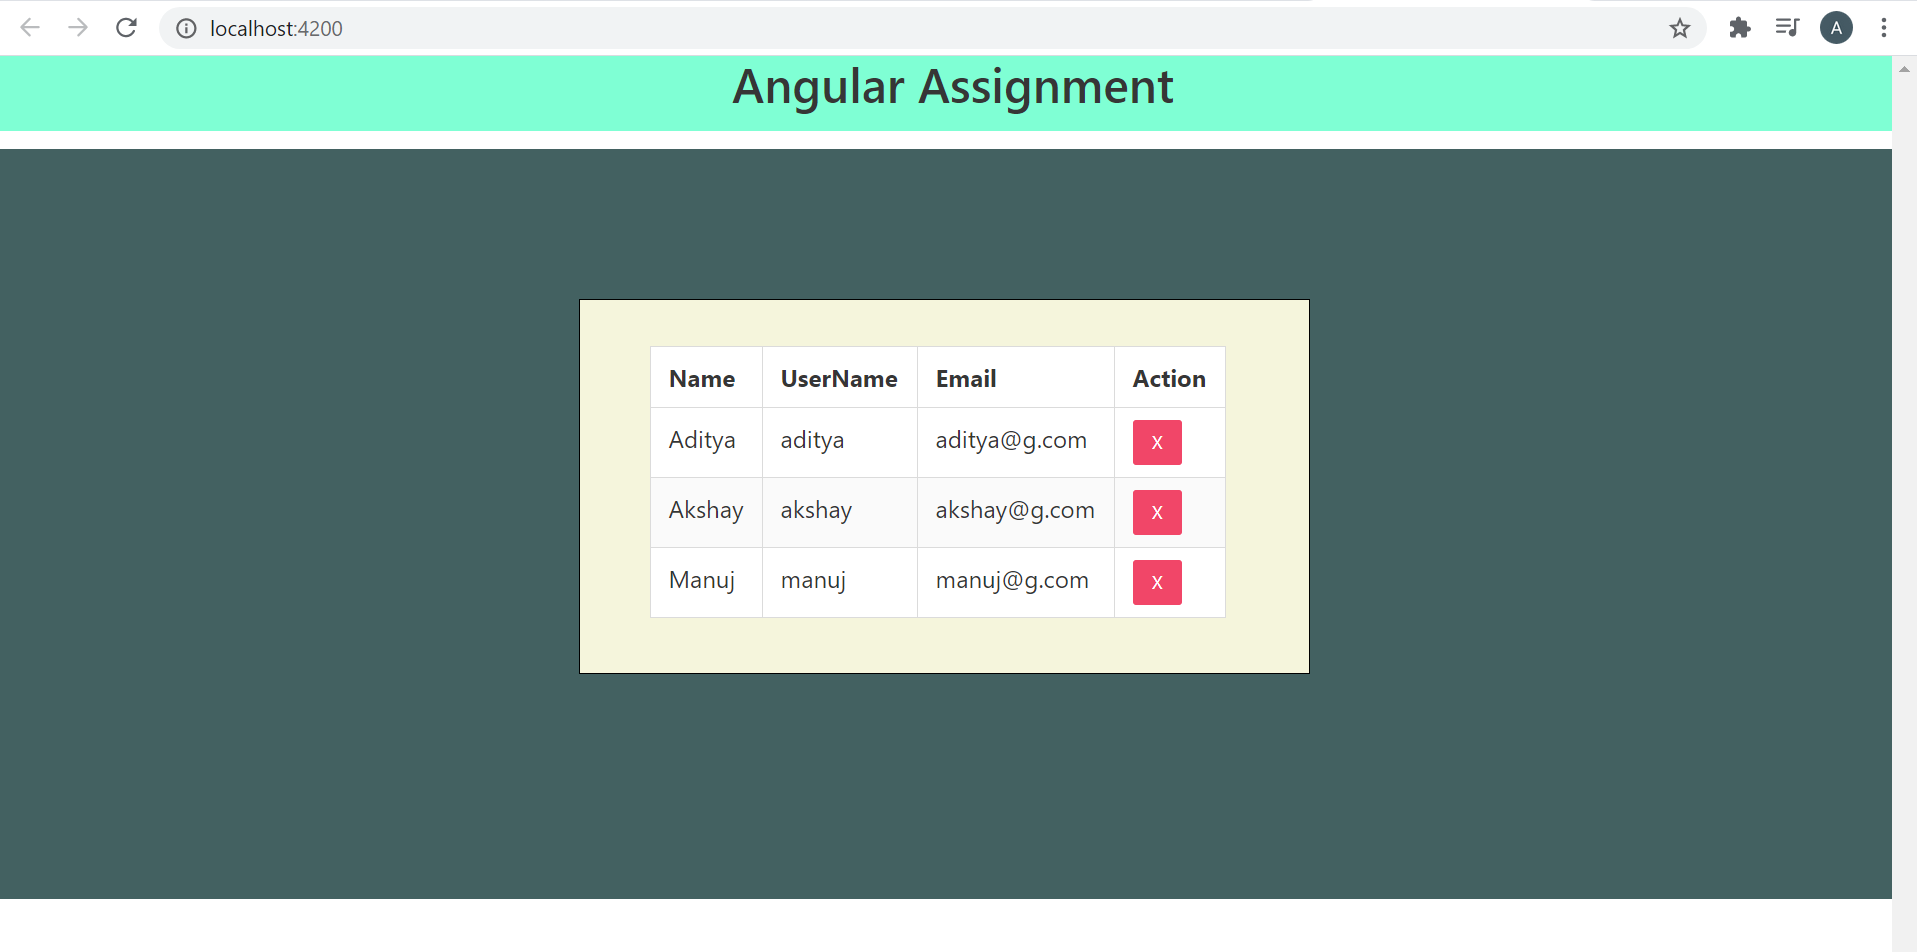 localhost:4200
A
Angular Assignment
Name UserName Email Action
Aditya aditya aditya@g.com X
Akshay akshay akshay@g.com X
Manuj manuj manuj@g.com X